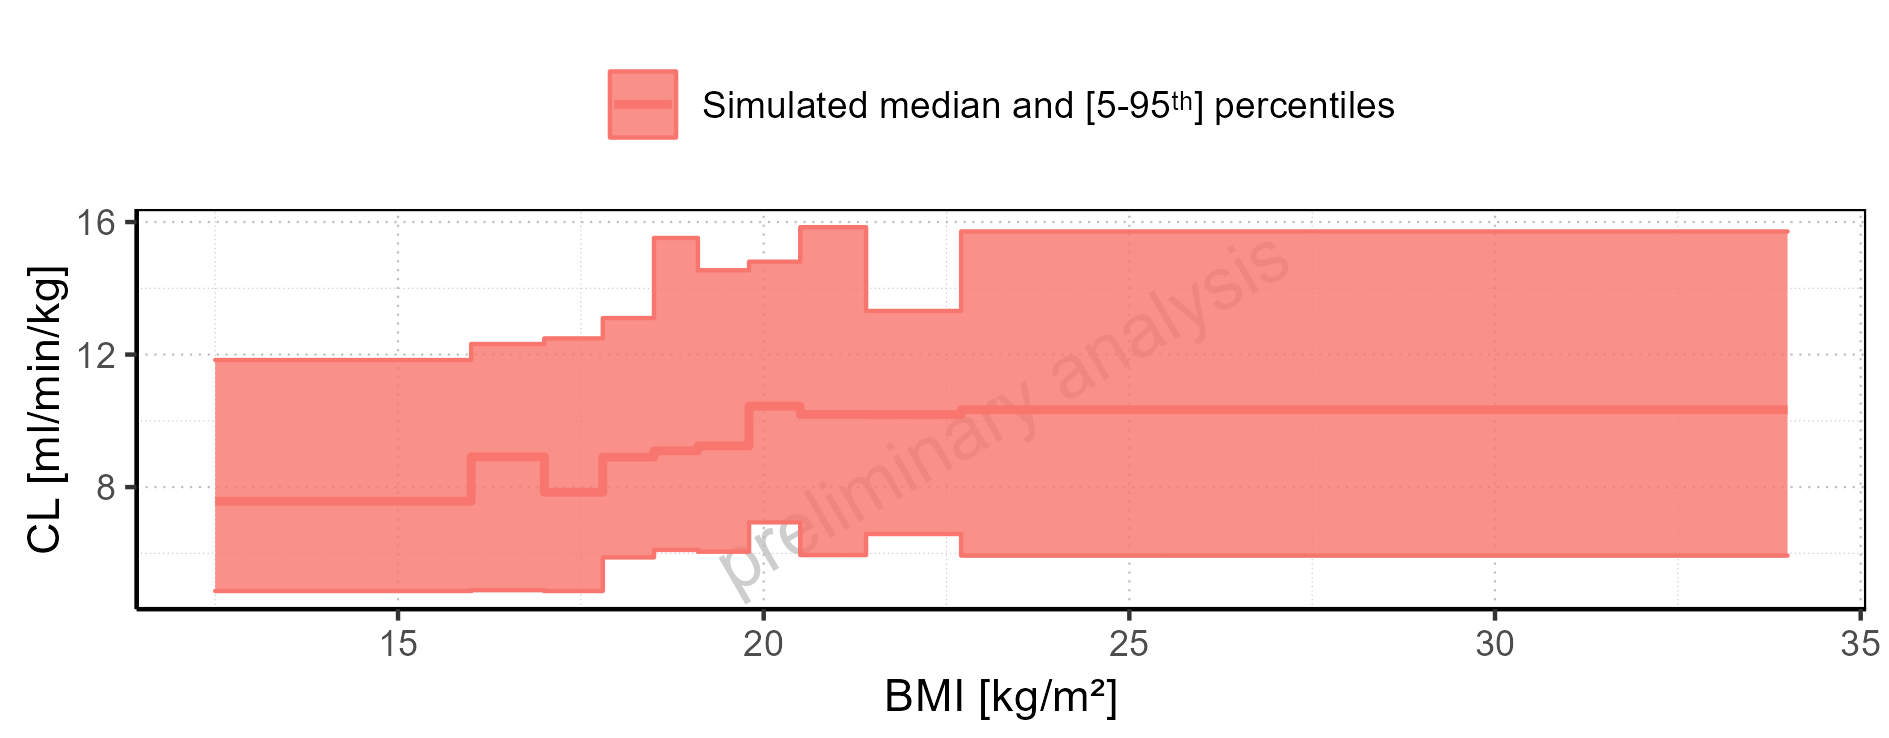 Simulated median and [5-95ᵗʰ] percentiles
CL [ml/min/kg]
16
12
8
preliminary analysis
15 20 25 30 35
BMI [kg/m²]